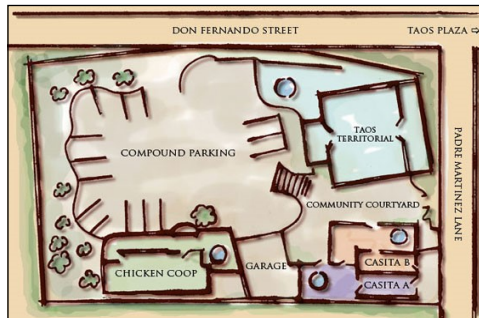 DON FERNANDO STREET
TAOS PLAZA ⇨
TAOS
TERRITORIAL
COMPOUND PARKING
PADRE MARTINEZ LANE
COMMUNITY COURTYARD
GARAGE
CASITA B
CHICKEN COOP
CASITA A